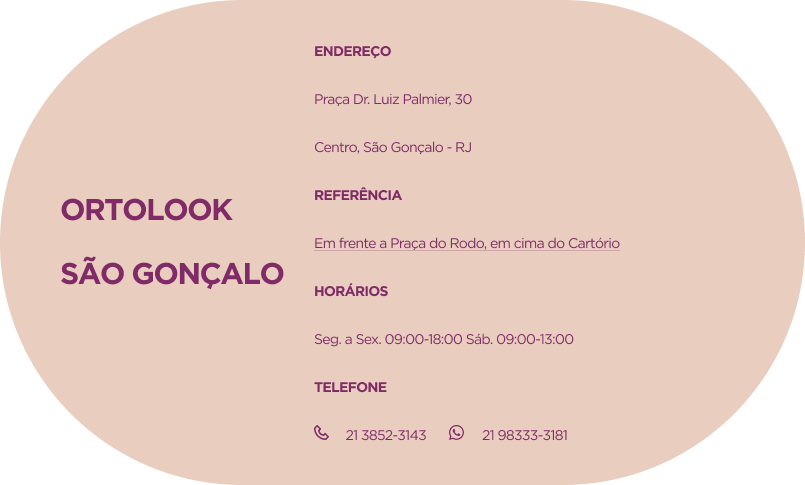 ORTOLOOK
SÃO GONÇALO
ENDEREÇO
Praça Dr. Luiz Palmier, 30
Centro, São Gonçalo - RJ
REFERÊNCIA
Em frente a Praça do Rodo, em cima do Cartório
HORÁRIOS
Seg. a Sex. 09:00-18:00 Sáb. 09:00-13:00
TELEFONE
21 3852-3143 21 98333-3181